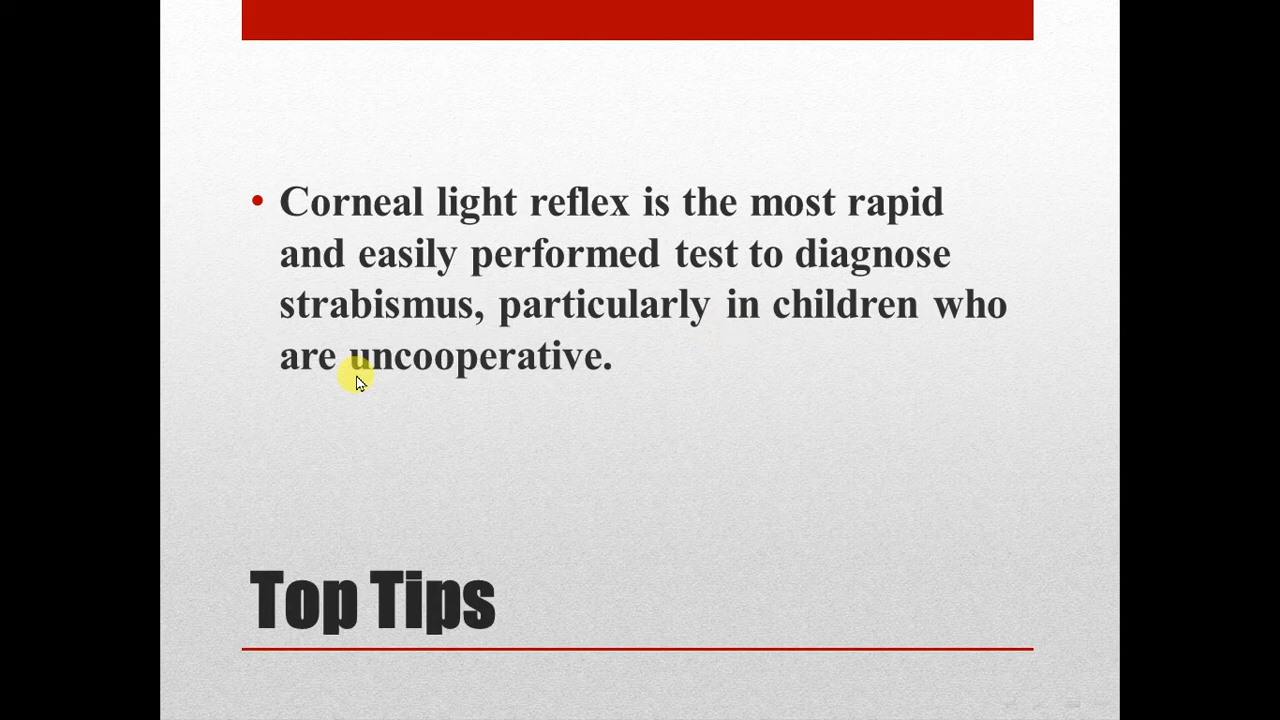 • Corneal light reflex is the most rapid
and easily performed test to diagnose
strabismus, particularly in children who
are uncooperative.
Top Tips